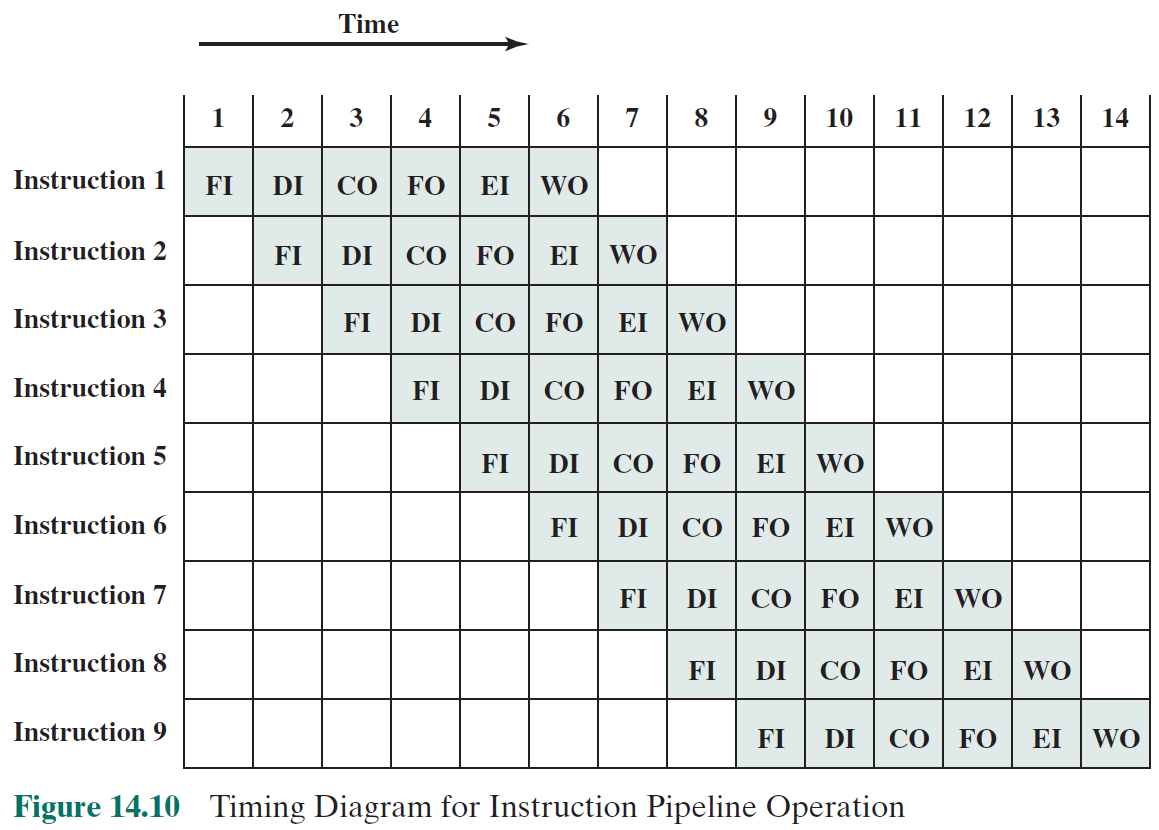 Time
1 2 3 4 5 6 7 8 9 10 11 12 13 14
Instruction 1 FI DI CO FO EI WO
Instruction 2 FI DI CO FO EI WO
Instruction 3 FI DI CO FO EI WO
Instruction 4 FI DI CO FO EI WO
Instruction 5 FI DI CO FO EI WO
Instruction 6 FI DI CO FO EI WO
Instruction 7 FI DI CO FO EI WO
Instruction 8 FI DI CO FO EI WO
Instruction 9 FI DI CO FO EI WO
Figure 14.10 Timing Diagram for Instruction Pipeline Operation